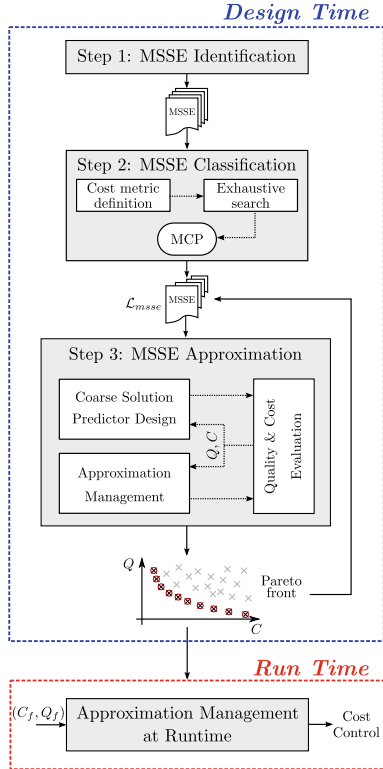 Design Time
Step 1: MSSE Identification
MSSE
Step 2: MSSE Classification
Cost metric
definition
Exhaustive
search
MCP
MSSE
ℒmsse
Step 3: MSSE Approximation
Coarse Solution
Predictor Design
Approximation
Management
Q, C
Quality & Cost
Evaluation
Q
C
Pareto
front
Run Time
(Cf, Qf)
Approximation Management
at Runtime
Cost
Control